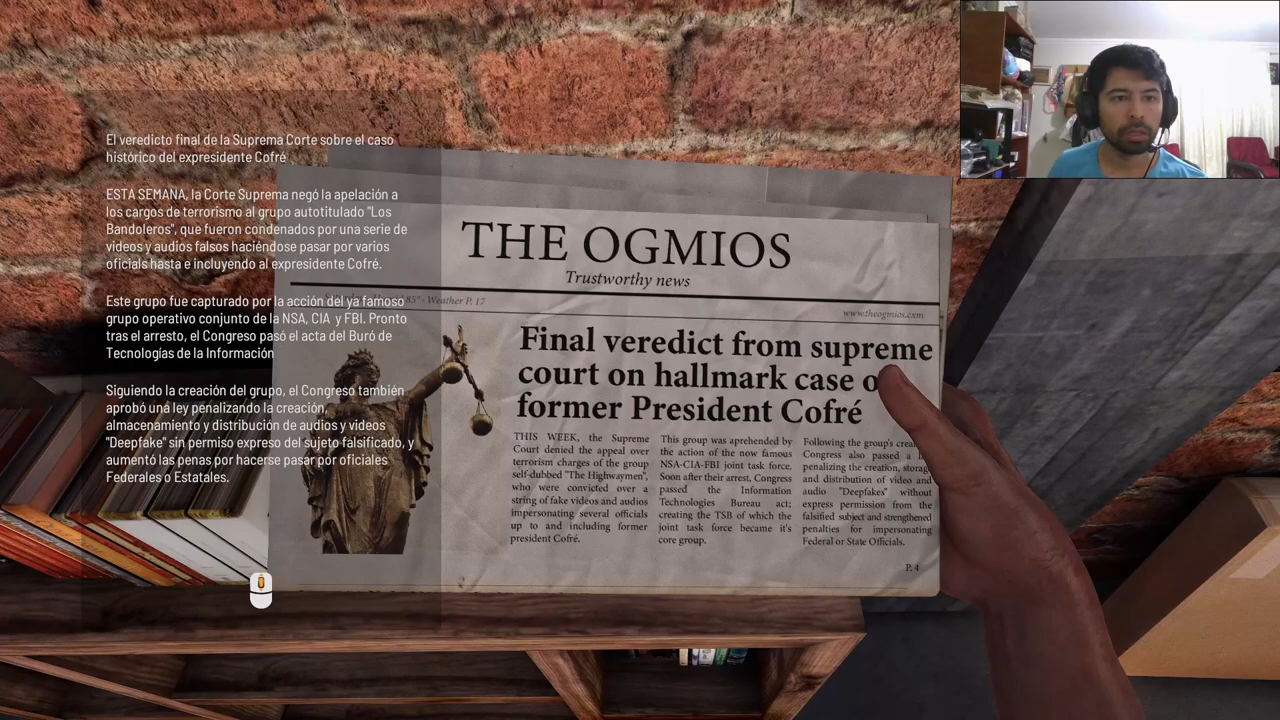 El veredicto final de la Suprema Corte sobre el caso
histórico del expresidente Cofré
ESTA SEMANA, la Corte Suprema negó la apelación a
los cargos de terrorismo al grupo autotitulado "Los
Bandoleros", que fueron condenados por una serie de
videos y audios falsos haciéndose pasar por varios
oficials hasta e incluyendo al expresidente Cofré.
Este grupo fue capturado por la acción del ya famoso
grupo operativo conjunto de la NSA, CIA y FBI. Pronto
tras el arresto, el Congreso pasó el acta del Buró de
Tecnologías de la Información
Siguiendo la creación del grupo, el Congreso también
aprobó una ley penalizando la creación,
almacenamiento y distribución de audios y videos
"Deepfake" sin permiso expreso del sujeto falsificado, y
aumentó las penas por hacerse pasar por oficiales
Federales o Estatales.
THE OGMIOS
Trustworthy news
85° - Weather P. 17
www.theogmios.cxm
Final veredict from supreme
court on hallmark case
former President Cofré
THIS WEEK, the Supreme
Court denied the appeal over
terrorism charges of the group
self-dubbed "The Highwaymen",
who were convicted over a
string of fake videos and audios
impersonating several officials
up to and including former
president Cofré.
This group was aprehended by
the action of the now famous
NSA-CIA-FBI joint task force.
Soon after their arrest, Congress
passed the Information
Technologies Bureau act;
creating the TSB of which the
joint task force became it's
core group.
Following the group's
Congress also passed a
penalizing the creation,
and distribution of video and
audio "Deepfakes" without
express permission from the
falsified subject and strengthened
penalties for impersonating
Federal or State Officials.
P. 4